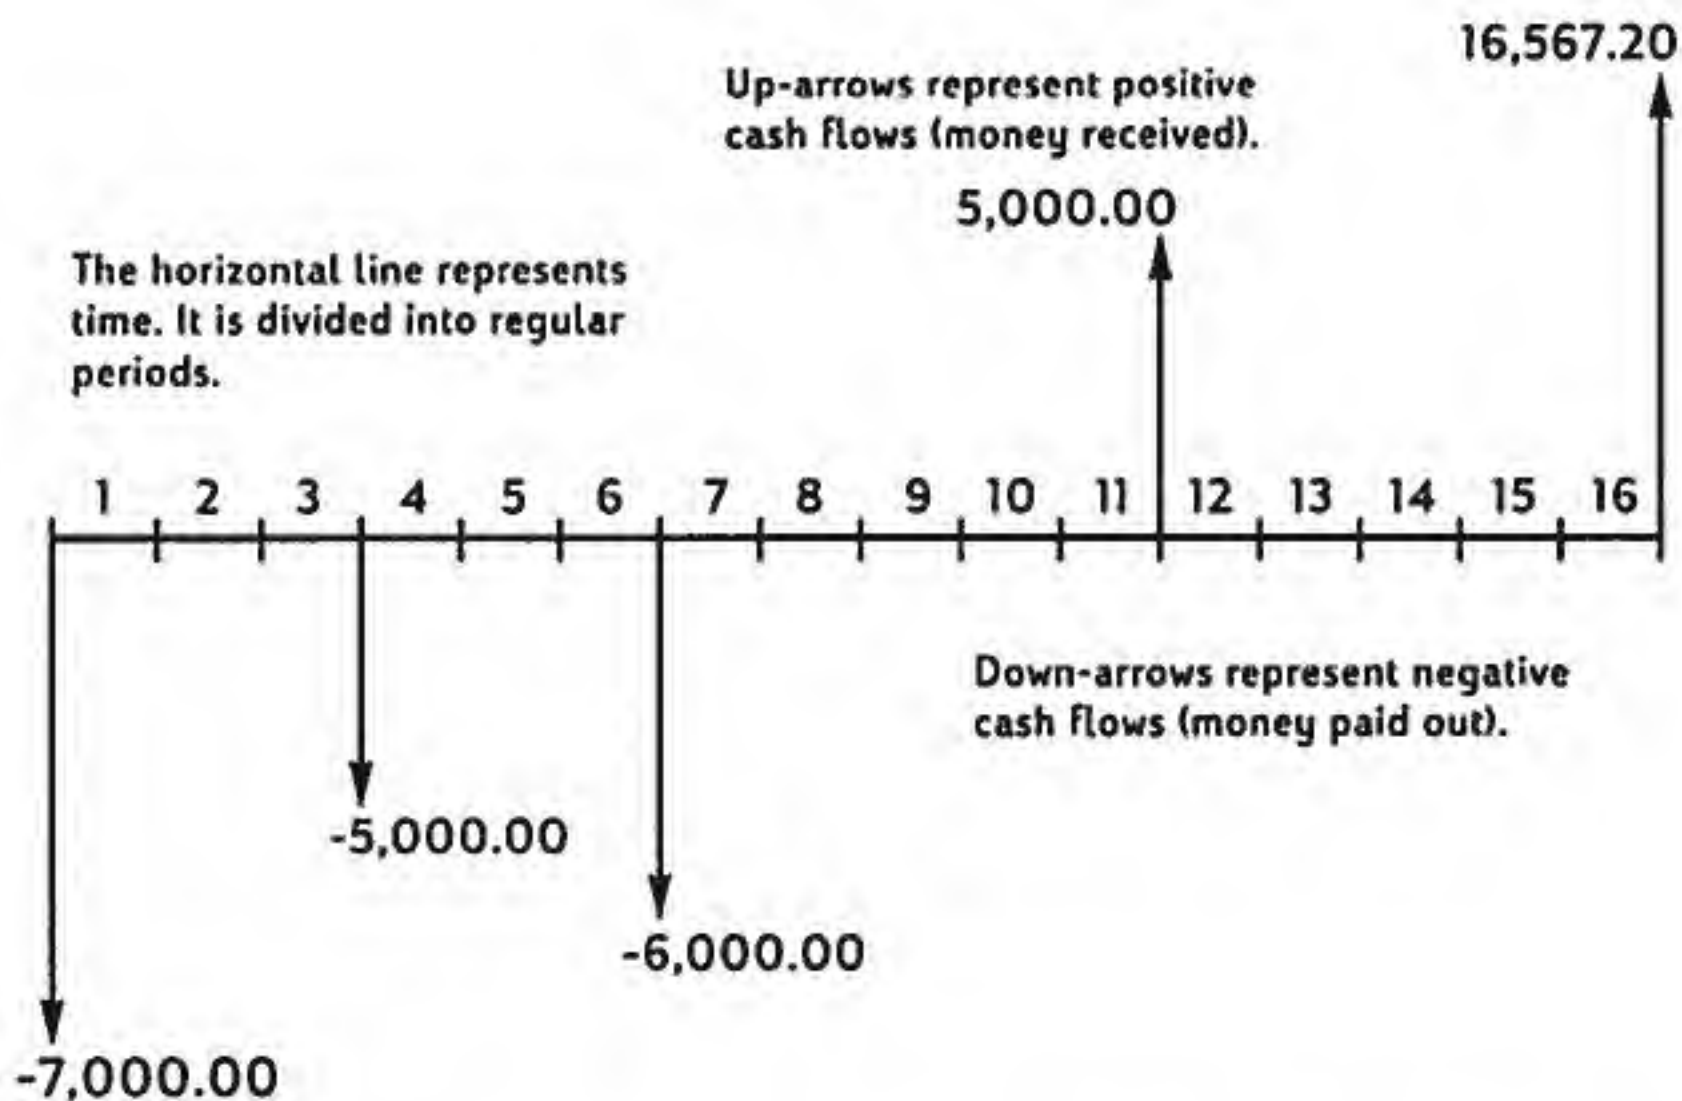 16,567.20
Up-arrows represent positive
cash flows (money received).
5,000.00
The horizontal line represents
time. It is divided into regular
periods.
1 2 3 4 5 6 7 8 9 10 11 12 13 14 15 16
Down-arrows represent negative
cash flows (money paid out).
-5,000.00
-6,000.00
-7,000.00